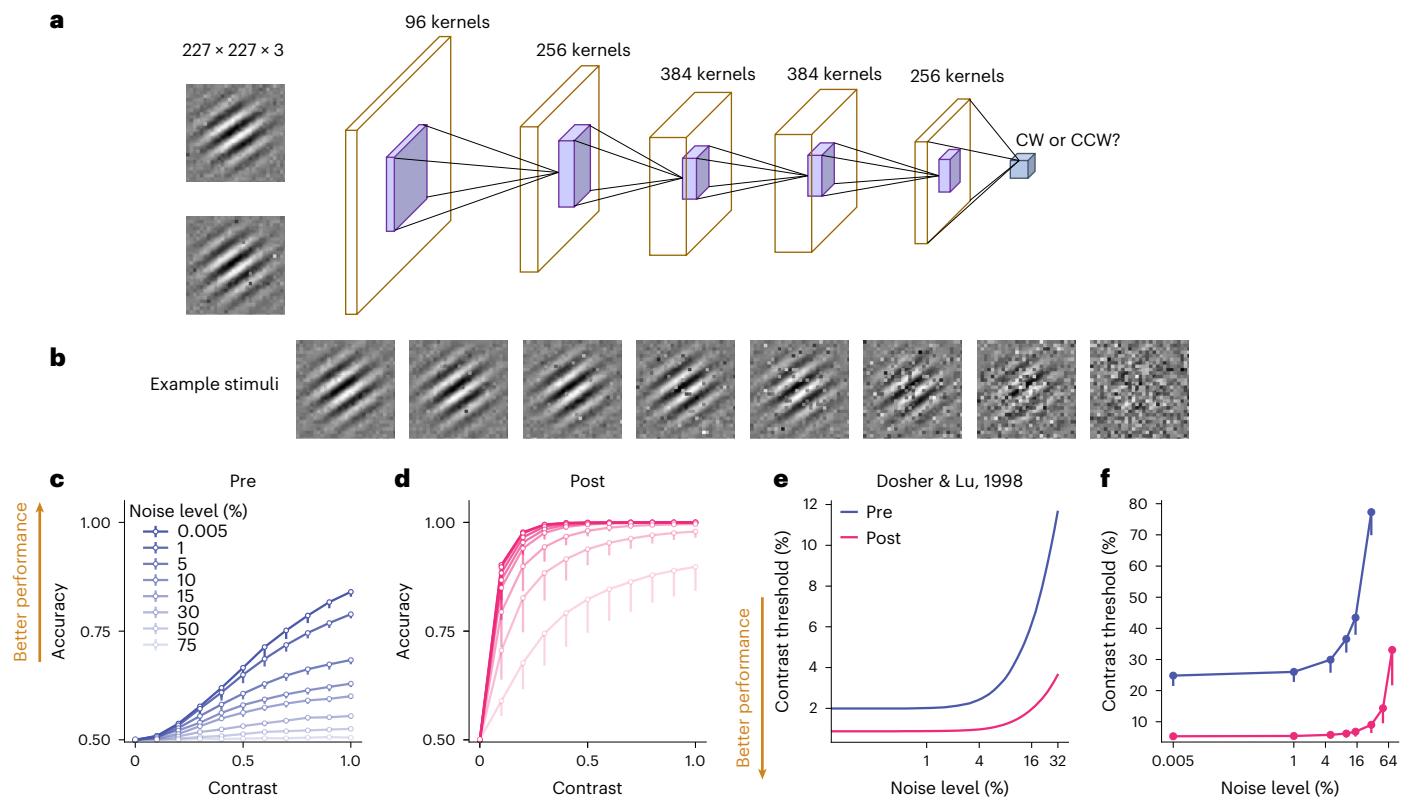 a
227 × 227 × 3
96 kernels
256 kernels
384 kernels
384 kernels
256 kernels
CW or CCW?
b
Example stimuli
c
Pre
Better performance
Accuracy
1.00
0.75
0.50
Noise level (%)
0.005
1
5
10
15
30
50
75
0
0.5
1.0
Contrast
d
Post
Accuracy
1.00
0.75
0.50
0
0.5
1.0
Contrast
e
Dosher & Lu, 1998
Better performance
Contrast threshold (%)
12
10
8
6
4
2
Pre
Post
1
4
16
32
Noise level (%)
f
Contrast threshold (%)
80
70
60
50
40
30
20
10
0.005
1
4
16
64
Noise level (%)